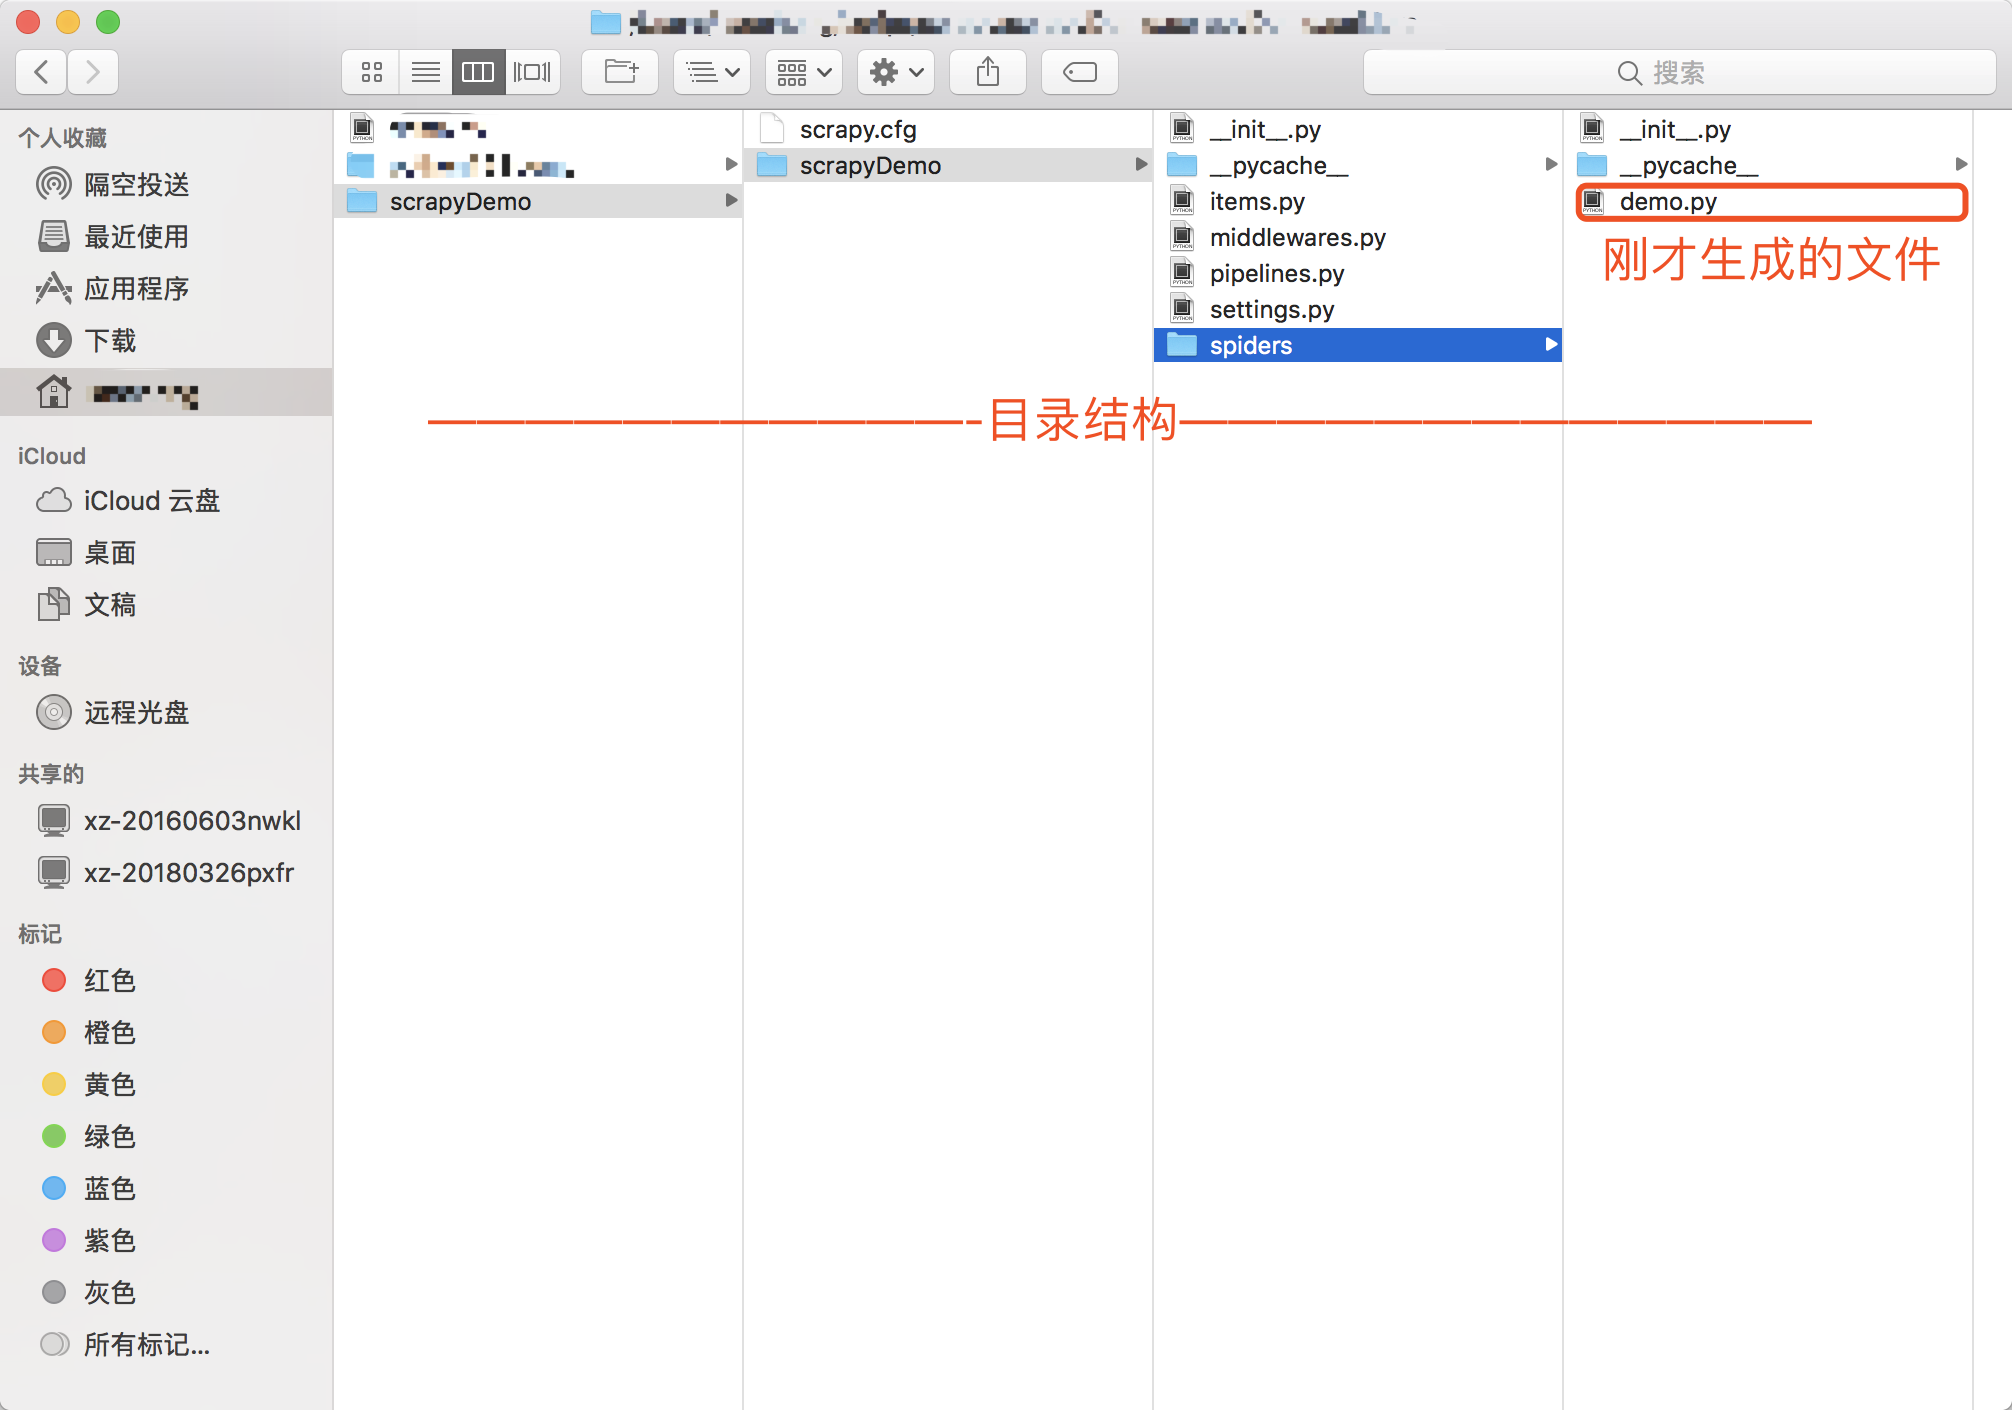 搜索
个人收藏
隔空投送
最近使用
应用程序
下载
iCloud
iCloud 云盘
桌面
文稿
设备
远程光盘
共享的
xz-20160603nwkl
xz-20180326pxfr
标记
红色
橙色
黄色
绿色
蓝色
紫色
灰色
所有标记...
scrapyDemo
scrapy.cfg
scrapyDemo
__init__.py
__pycache__
items.py
middlewares.py
pipelines.py
settings.py
spiders
__init__.py
__pycache__
demo.py
刚才生成的文件
———————————-目录结构—————————————